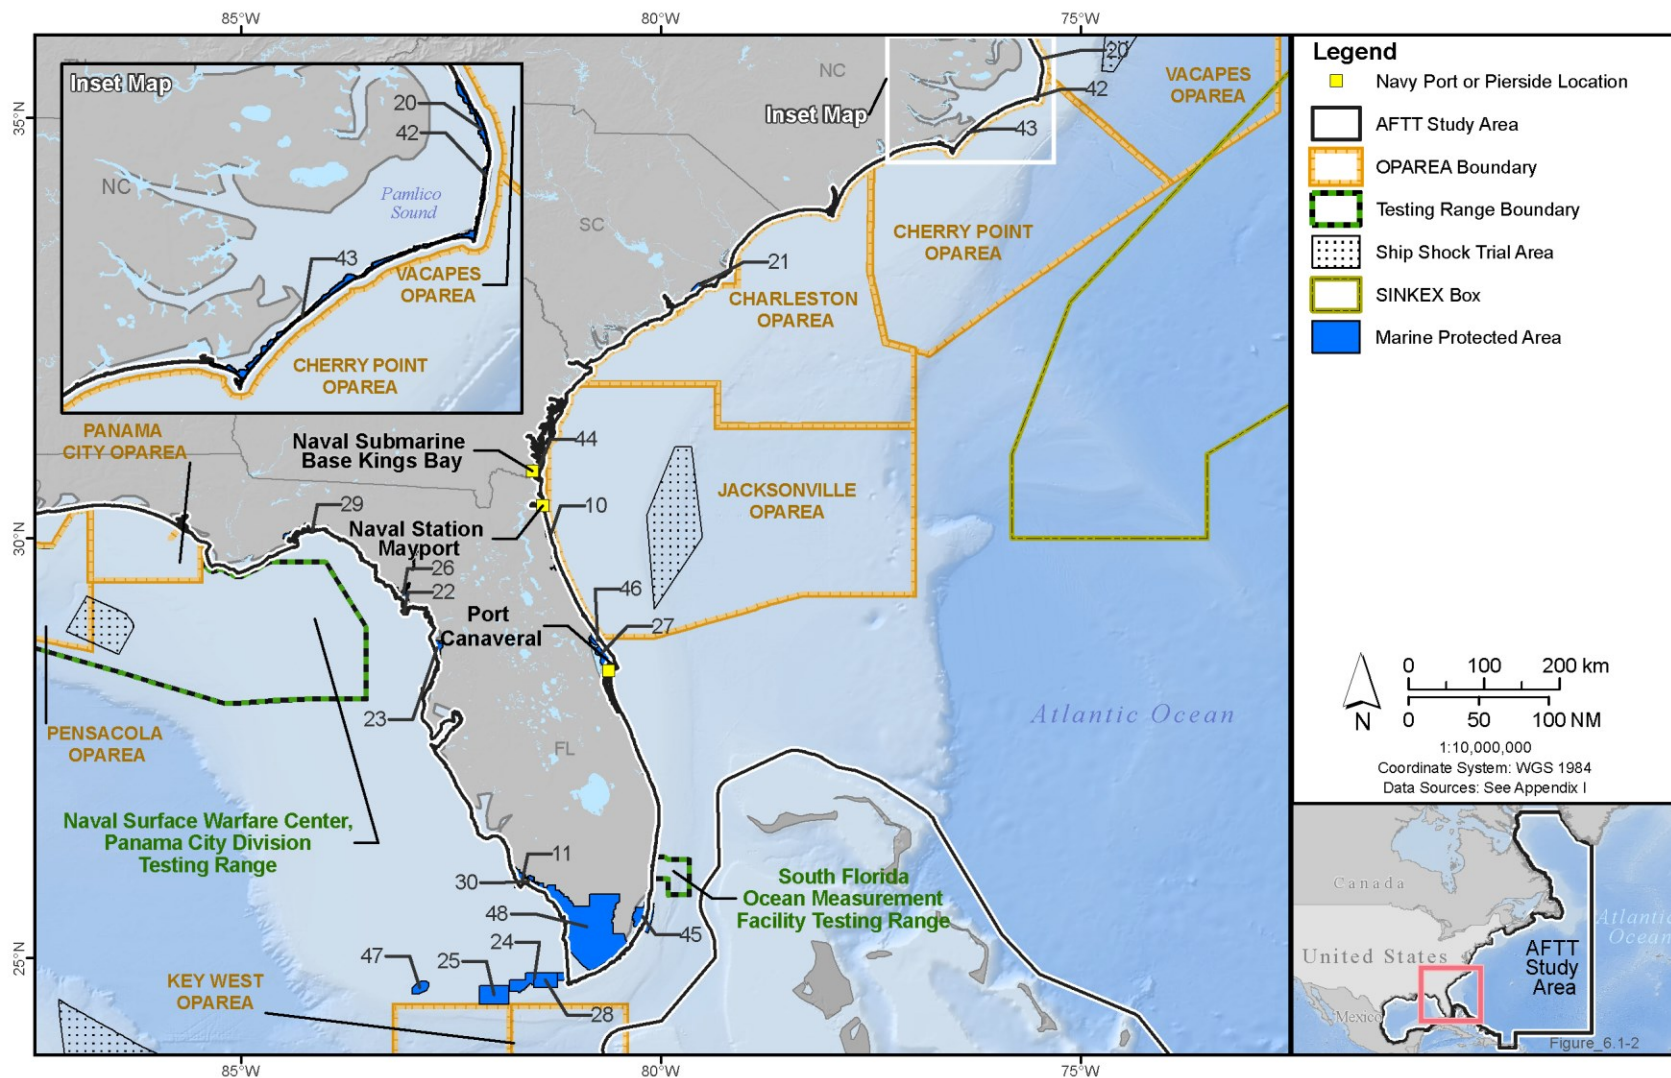 85°W
80°W
75°W
35°N
30°N
25°N
Inset Map
20
42
NC
Pamlico
Sound
43
VACAPES
OPAREA
CHERRY POINT
OPAREA
NC
Inset Map
20
42
43
VACAPES
OPAREA
SC
CHERRY POINT
OPAREA
21
CHARLESTON
OPAREA
PANAMA
CITY OPAREA
Naval Submarine
Base Kings Bay
44
JACKSONVILLE
OPAREA
29
10
Naval Station
Mayport
26
22
46
Port
Canaveral
27
23
PENSACOLA
OPAREA
FL
Atlantic Ocean
Naval Surface Warfare Center,
Panama City Division
Testing Range
11
30
South Florida
Ocean Measurement
Facility Testing Range
48
45
24
25
47
KEY WEST
OPAREA
28
85°W
80°W
75°W
Legend
Navy Port or Pierside Location
AFTT Study Area
OPAREA Boundary
Testing Range Boundary
Ship Shock Trial Area
SINKEX Box
Marine Protected Area
N
0 100 200 km
0 50 100 NM
1:10,000,000
Coordinate System: WGS 1984
Data Sources: See Appendix I
Canada
United States
Atlantic
Ocean
AFTT
Study
Area
Mexico
Figure_6.1-2